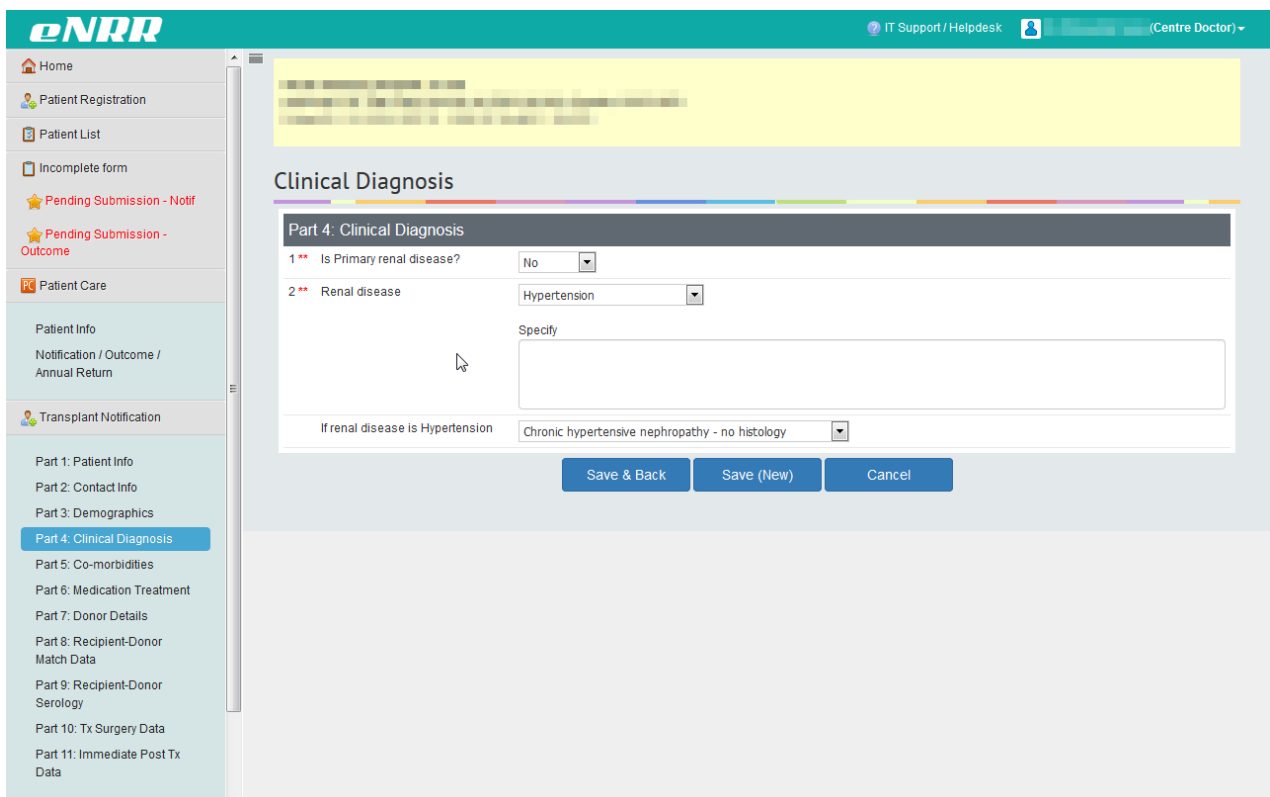 eNRR
IT Support / Helpdesk
(Centre Doctor)
Home
Patient Registration
Patient List
Incomplete form
Pending Submission - Notif
Pending Submission -
Outcome
PC Patient Care
Patient Info
Notification / Outcome /
Annual Return
Transplant Notification
Part 1: Patient Info
Part 2: Contact Info
Part 3: Demographics
Part 4: Clinical Diagnosis
Part 5: Co-morbidities
Part 6: Medication Treatment
Part 7: Donor Details
Part 8: Recipient-Donor
Match Data
Part 9: Recipient-Donor
Serology
Part 10: Tx Surgery Data
Part 11: Immediate Post Tx
Data
Clinical Diagnosis
Part 4: Clinical Diagnosis
1 ** Is Primary renal disease? No
2 ** Renal disease Hypertension
Specify
If renal disease is Hypertension Chronic hypertensive nephropathy - no histology
Save & Back Save (New) Cancel